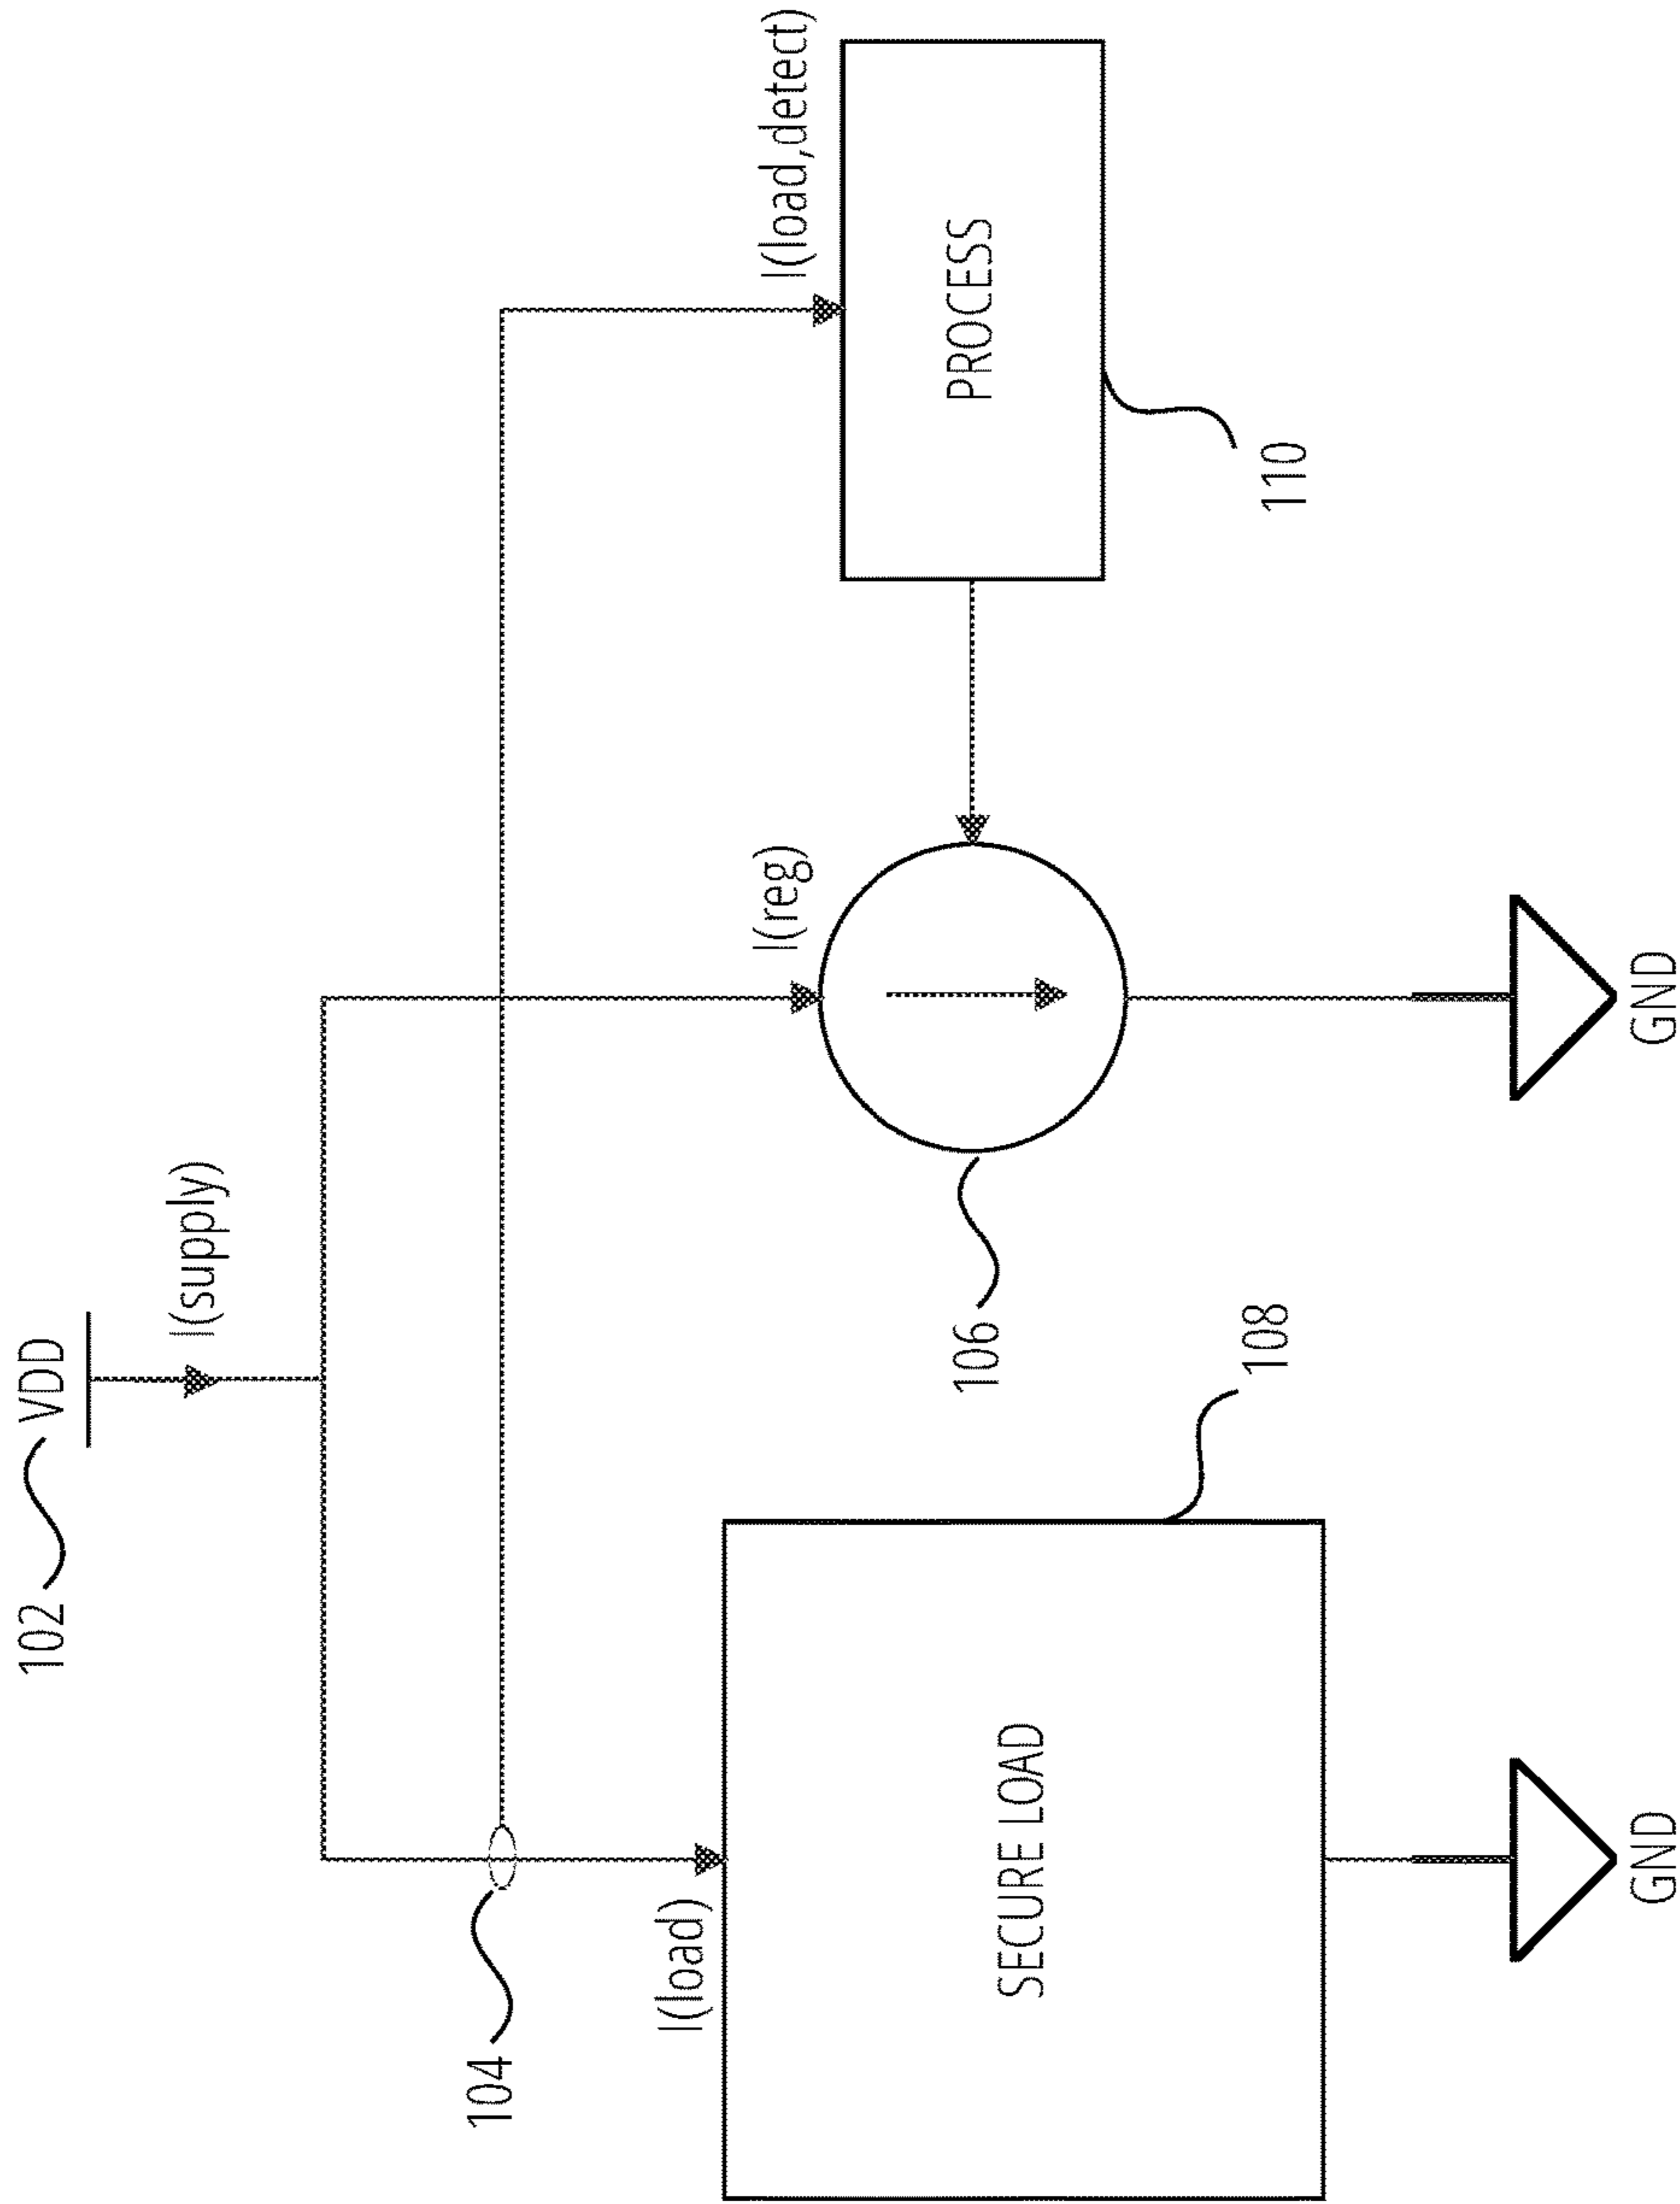 102
VDD
I(supply)
104
I(load)
I(reg)
I(load,detect)
SECURE LOAD
PROCESS
106
108
110
GND
GND